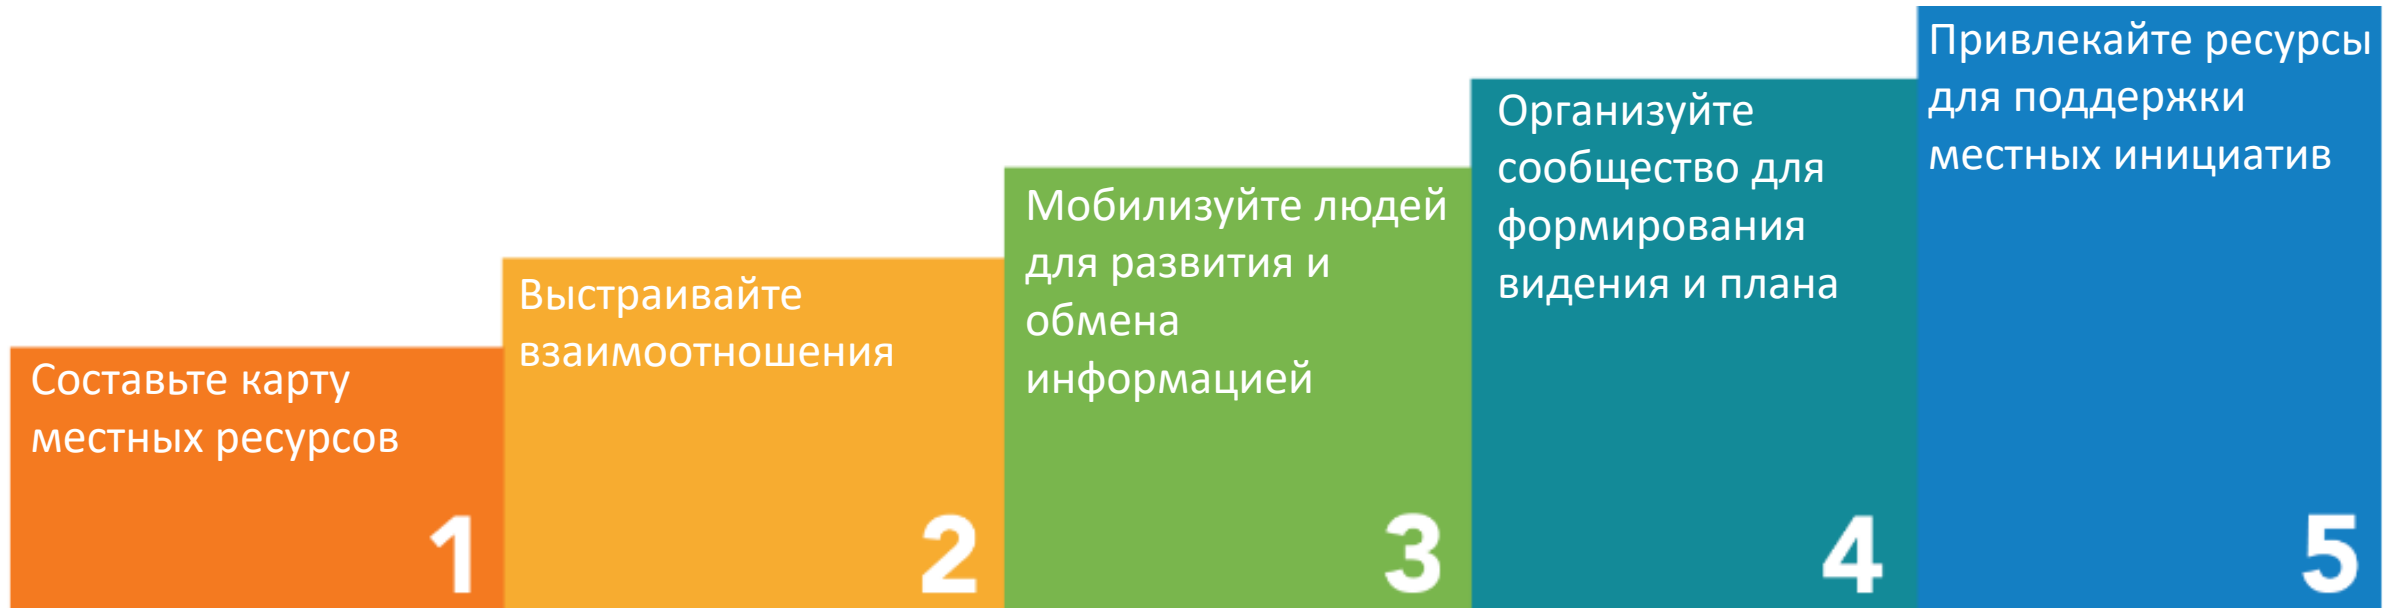 Составьте карту
местных ресурсов
1
Выстраивайте
взаимоотношения
2
Мобилизуйте людей
для развития и
обмена
информацией
3
Организуйте
сообщество для
формирования
видения и плана
4
Привлекайте ресурсы
для поддержки
местных инициатив
5